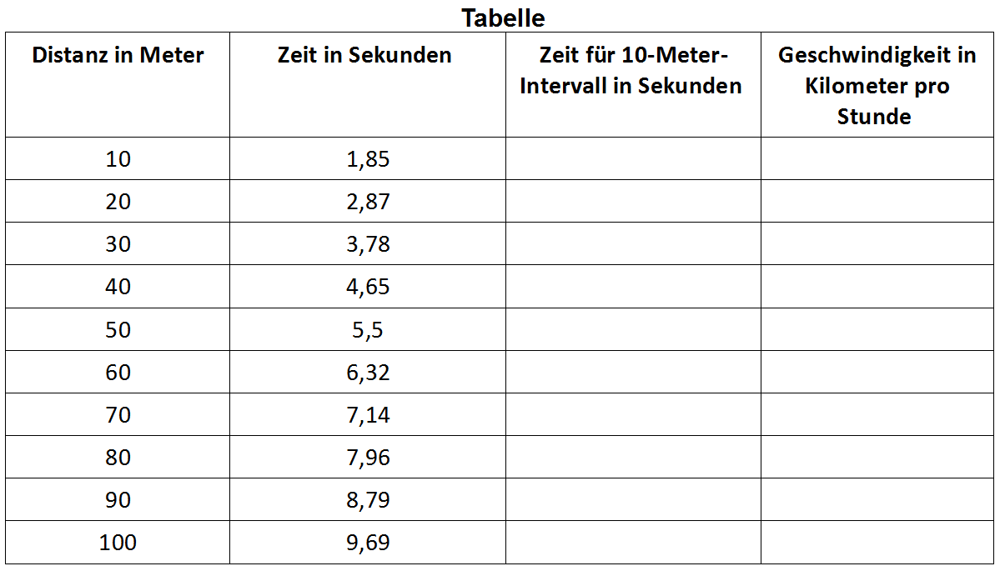 Tabelle
Distanz in Meter
Zeit in Sekunden
Zeit für 10-Meter-
Intervall in Sekunden
Geschwindigkeit in
Kilometer pro
Stunde
10 1,85
20 2,87
30 3,78
40 4,65
50 5,5
60 6,32
70 7,14
80 7,96
90 8,79
100 9,69